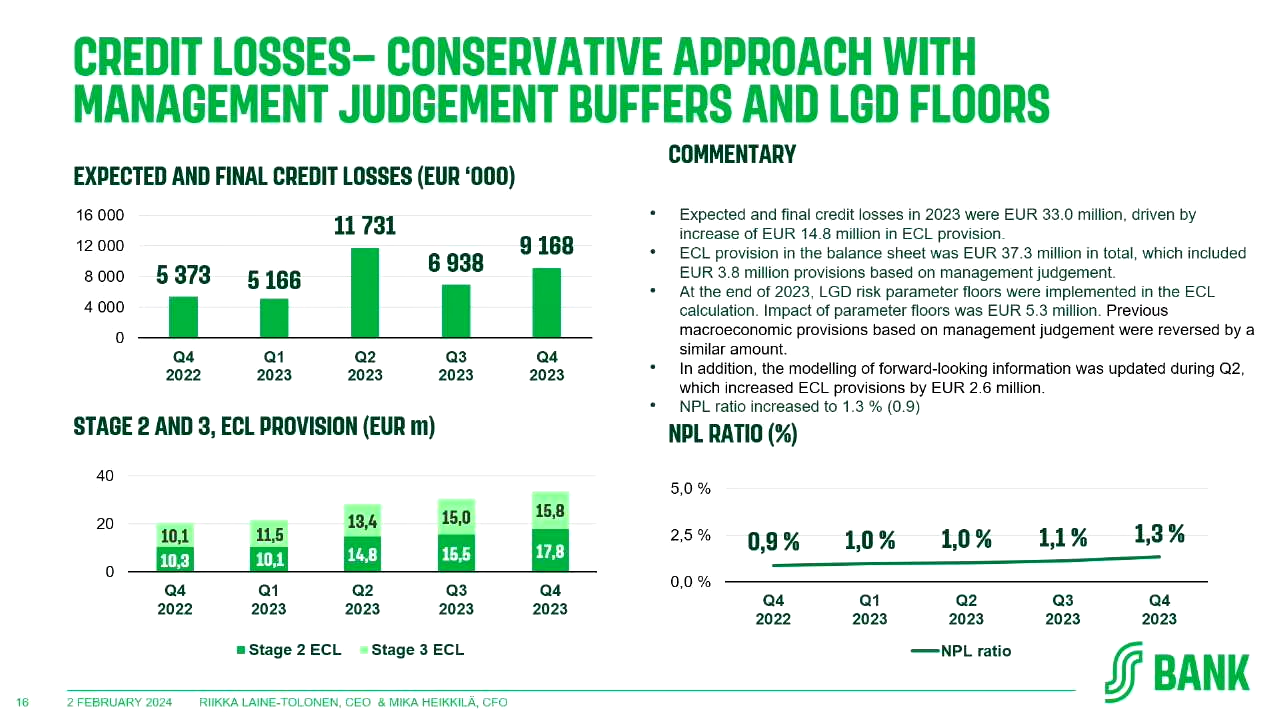 CREDIT LOSSES– CONSERVATIVE APPROACH WITH
MANAGEMENT JUDGEMENT BUFFERS AND LGD FLOORS
EXPECTED AND FINAL CREDIT LOSSES (EUR ‘000)
16 000
12 000
8 000
4 000
0
5 373
5 166
11 731
6 938
9 168
Q4 Q1 Q2 Q3 Q4
2022 2023 2023 2023 2023
STAGE 2 AND 3, ECL PROVISION (EUR m)
40
20
0
10,1 11,5 13,4 15,0 15,8
10,3 10,1 14,8 15,5 17,8
Q4 Q1 Q2 Q3 Q4
2022 2023 2023 2023 2023
Stage 2 ECL Stage 3 ECL
COMMENTARY
• Expected and final credit losses in 2023 were EUR 33.0 million, driven by
increase of EUR 14.8 million in ECL provision.
• ECL provision in the balance sheet was EUR 37.3 million in total, which included
EUR 3.8 million provisions based on management judgement.
• At the end of 2023, LGD risk parameter floors were implemented in the ECL
calculation. Impact of parameter floors was EUR 5.3 million. Previous
macroeconomic provisions based on management judgement were reversed by a
similar amount.
• In addition, the modelling of forward-looking information was updated during Q2,
which increased ECL provisions by EUR 2.6 million.
• NPL ratio increased to 1.3 % (0.9)
NPL RATIO (%)
5,0 %
2,5 %
0,0 %
0,9 % 1,0 % 1,0 % 1,1 % 1,3 %
Q4 Q1 Q2 Q3 Q4
2022 2023 2023 2023 2023
NPL ratio
S BANK
16 2 FEBRUARY 2024 RIIKKA LAINE-TOLONEN, CEO & MIKA HEIKKILÄ, CFO